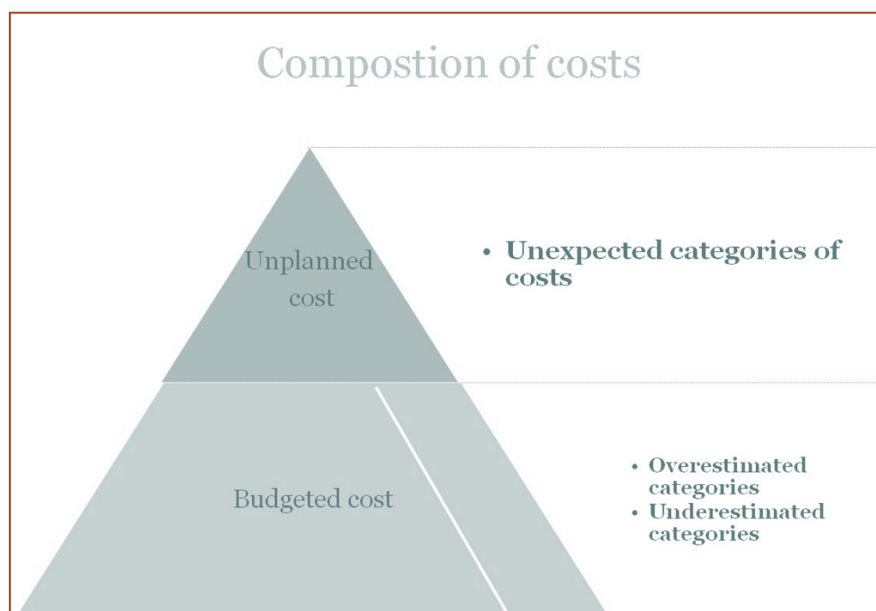 Compostion of costs
Unplanned
cost
• Unexpected categories of
costs
Budgeted cost
• Overestimated
categories
• Underestimated
categories